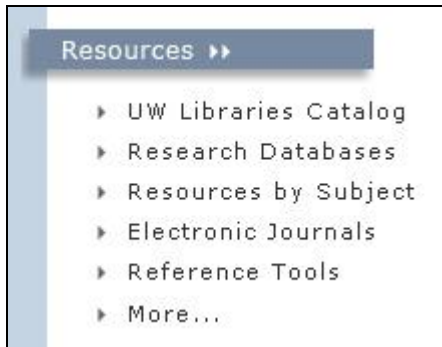 Resources
UW Libraries Catalog
Research Databases
Resources by Subject
Electronic Journals
Reference Tools
More...